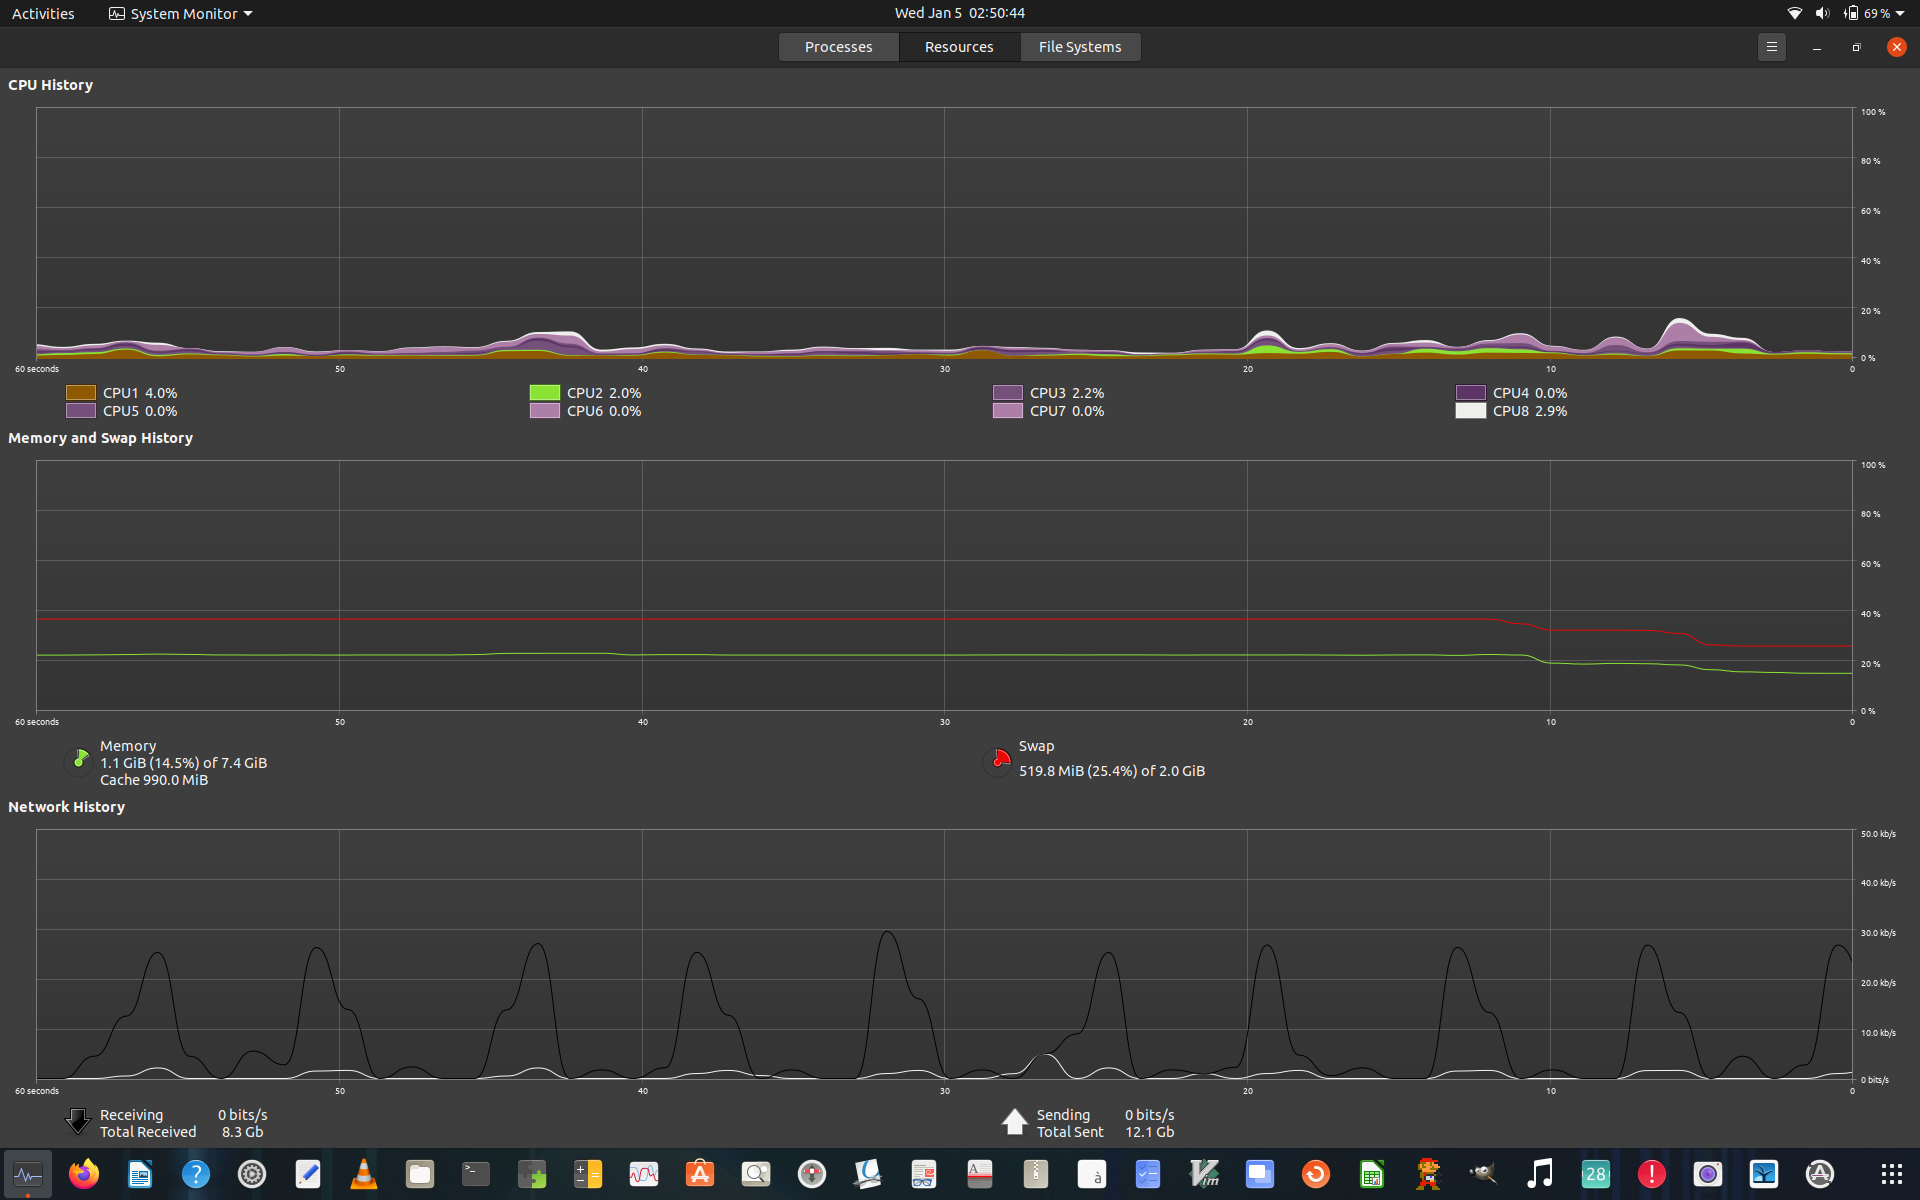 Activities System Monitor Wed Jan 5 02:50:44 69 %
Processes Resources File Systems
CPU History
100 %
80 %
60 %
40 %
20 %
0 %
60 seconds 50 40 30 20 10 0
CPU1 4.0% CPU2 2.0% CPU3 2.2% CPU4 0.0%
CPU5 0.0% CPU6 0.0% CPU7 0.0% CPU8 2.9%
Memory and Swap History
100 %
80 %
60 %
40 %
20 %
0 %
60 seconds 50 40 30 20 10 0
Memory
1.1 GiB (14.5%) of 7.4 GiB
Cache 990.0 MiB
Swap
519.8 MiB (25.4%) of 2.0 GiB
Network History
50.0 kb/s
40.0 kb/s
30.0 kb/s
20.0 kb/s
10.0 kb/s
0 bits/s
60 seconds 50 40 30 20 10 0
Receiving 0 bits/s
Total Received 8.3 Gb
Sending 0 bits/s
Total Sent 12.1 Gb
? >_ A à Vim 28 !